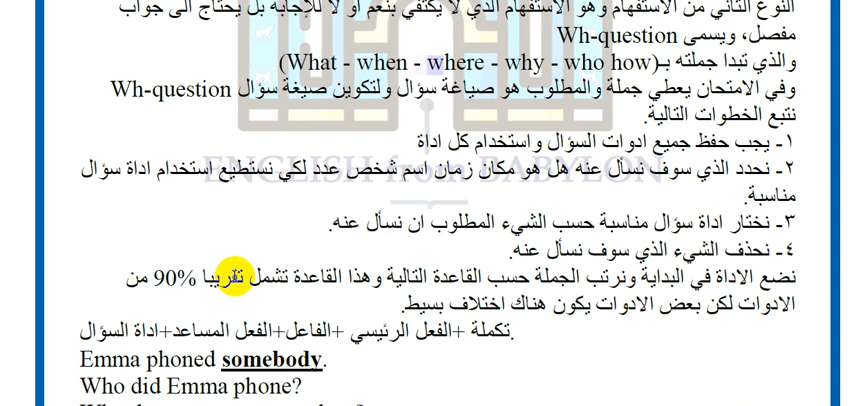 النوع الثاني من الاستفهام وهو الاستفهام الذي لا يكتفي بنعم او لا للإجابة بل يحتاج الى جواب
مفصل، ويسمى Wh-question
والذي تبدا جملته بـ(What - when - where - why - who how)
وفي الامتحان يعطي جملة والمطلوب هو صياغة سؤال ولتكوين صيغة سؤال Wh-question
نتبع الخطوات التالية.
١- يجب حفظ جميع ادوات السؤال واستخدام كل اداة
ENGLISH from BABYLON
٢- نحدد الذي سوف نسأل عنه هل هو مكان زمان اسم شخص عدد لكي نستطيع استخدام اداة سؤال
مناسبة.
٣- نختار اداة سؤال مناسبة حسب الشيء المطلوب ان نسأل عنه.
٤- نحذف الشيء الذي سوف نسأل عنه.
نضع الاداة في البداية ونرتب الجملة حسب القاعدة التالية وهذا القاعدة تشمل تقريبا 90% من
الادوات لكن بعض الادوات يكون هناك اختلاف بسيط.
تكملة +الفعل الرئيسي +الفاعل+الفعل المساعد+اداة السؤال.
Emma phoned somebody.
Who did Emma phone?